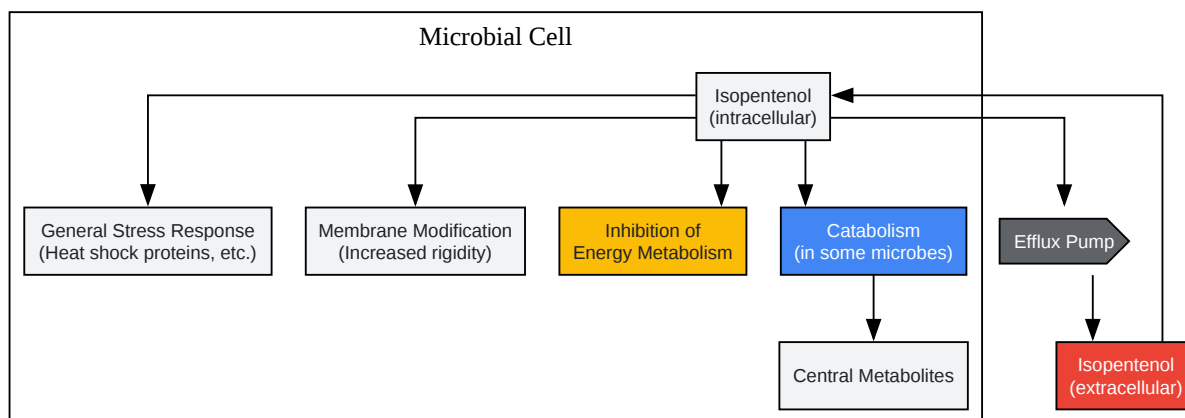 Microbial Cell
Isopentenol
(intracellular)
General Stress Response
(Heat shock proteins, etc.)
Membrane Modification
(Increased rigidity)
Inhibition of
Energy Metabolism
Catabolism
(in some microbes)
Efflux Pump
Central Metabolites
Isopentenol
(extracellular)